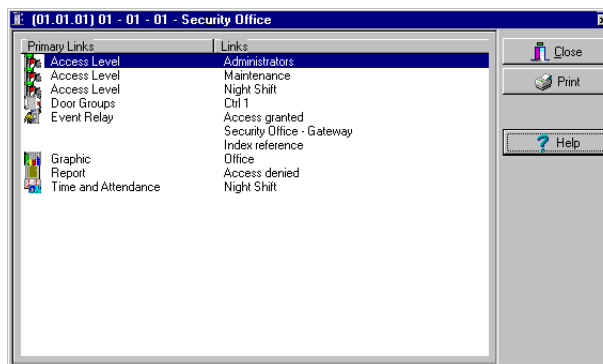 (01.01.01) 01 - 01 - 01 - Security Office
Primary Links Links
Access Level Administrators
Access Level Maintenance
Access Level Night Shift
Door Groups Ctrl 1
Event Relay Access granted
Security Office - Gateway
Index reference
Graphic Office
Report Access denied
Time and Attendance Night Shift
Close
Print
Help